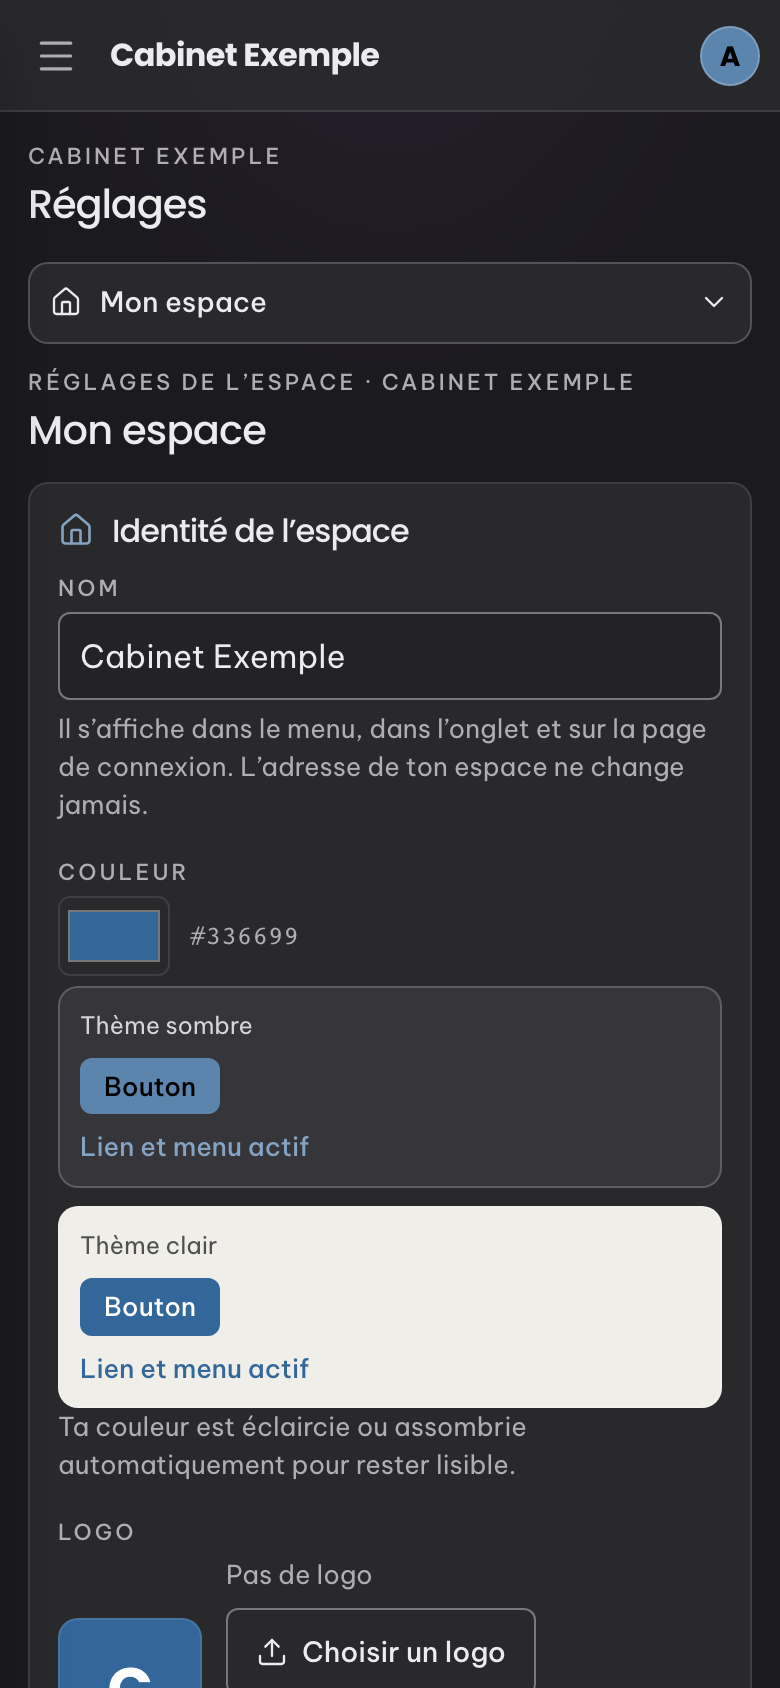 Cabinet Exemple
A
CABINET EXEMPLE
Réglages
Mon espace
RÉGLAGES DE L’ESPACE · CABINET EXEMPLE
Mon espace
Identité de l’espace
NOM
Cabinet Exemple
Il s’affiche dans le menu, dans l’onglet et sur la page
de connexion. L’adresse de ton espace ne change
jamais.
COULEUR
#336699
Thème sombre
Bouton
Lien et menu actif
Thème clair
Bouton
Lien et menu actif
Ta couleur est éclaircie ou assombrie
automatiquement pour rester lisible.
LOGO
Pas de logo
Choisir un logo